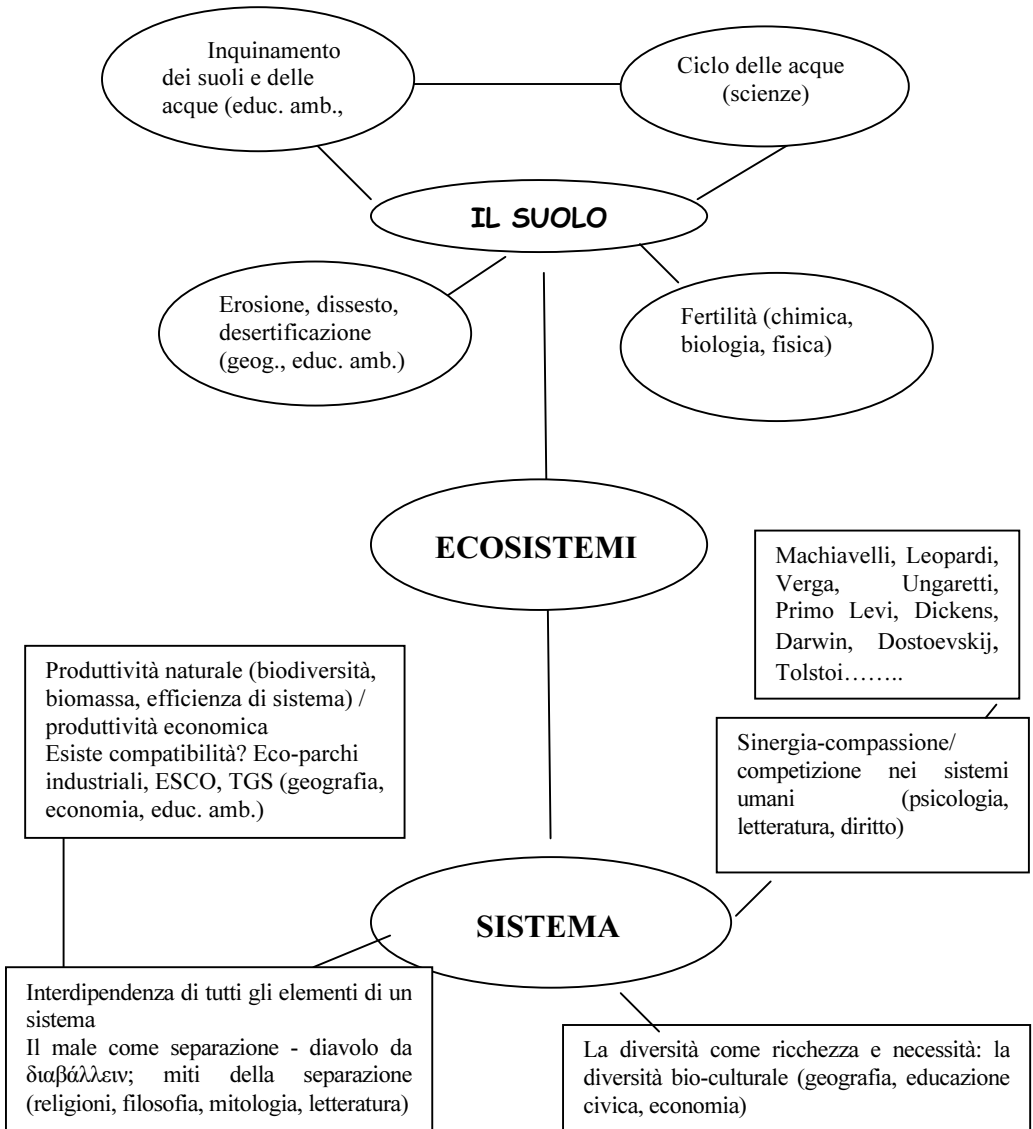 Inquinamento
dei suoli e delle
acque (educ. amb.,
Ciclo delle acque
(scienze)
IL SUOLO
Erosione, dissesto,
desertificazione
(geog., educ. amb.)
Fertilità (chimica,
biologia, fisica)
ECOSISTEMI
Machiavelli, Leopardi,
Verga, Ungaretti,
Primo Levi, Dickens,
Darwin, Dostoevskij,
Tolstoi……..
Produttività naturale (biodiversità,
biomassa, efficienza di sistema) /
produttività economica
Esiste compatibilità? Eco-parchi
industriali, ESCO, TGS (geografia,
economia, educ. amb.)
Sinergia-compassione/
competizione nei sistemi
umani (psicologia,
letteratura, diritto)
SISTEMA
Interdipendenza di tutti gli elementi di un
sistema
Il male come separazione - diavolo da
διαβάλλειν; miti della separazione
(religioni, filosofia, mitologia, letteratura)
La diversità come ricchezza e necessità: la
diversità bio-culturale (geografia, educazione
civica, economia)